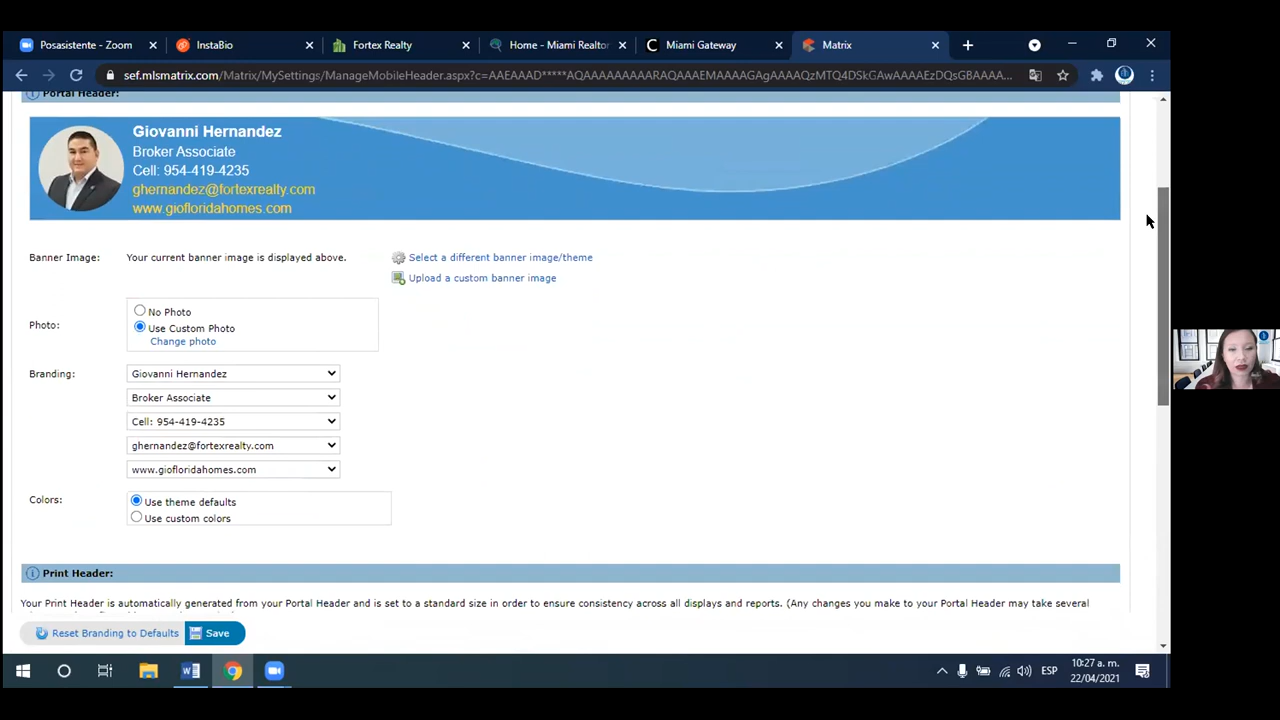 Posasistente - Zoom
InstaBio
Fortex Realty
Home - Miami Realtor
Miami Gateway
Matrix
sef.mlsmatrix.com/Matrix/MySettings/ManageMobileHeader.aspx?c=AAEAAAD*****AQAAAAAAAAARAQAAAEMAAAAGAgAAAAQzMTQ4DSkGAwAAAAEzDQsGBAAAA...
Portal Header:
Giovanni Hernandez
Broker Associate
Cell: 954-419-4235
ghernandez@fortexrealty.com
www.giofloridahomes.com
Banner Image:
Your current banner image is displayed above.
Select a different banner image/theme
Upload a custom banner image
Photo:
No Photo
Use Custom Photo
Change photo
Branding:
Giovanni Hernandez
Broker Associate
Cell: 954-419-4235
ghernandez@fortexrealty.com
www.giofloridahomes.com
Colors:
Use theme defaults
Use custom colors
Print Header:
Your Print Header is automatically generated from your Portal Header and is set to a standard size in order to ensure consistency across all displays and reports. (Any changes you make to your Portal Header may take several
Reset Branding to Defaults
Save
ESP
10:27 a. m.
22/04/2021